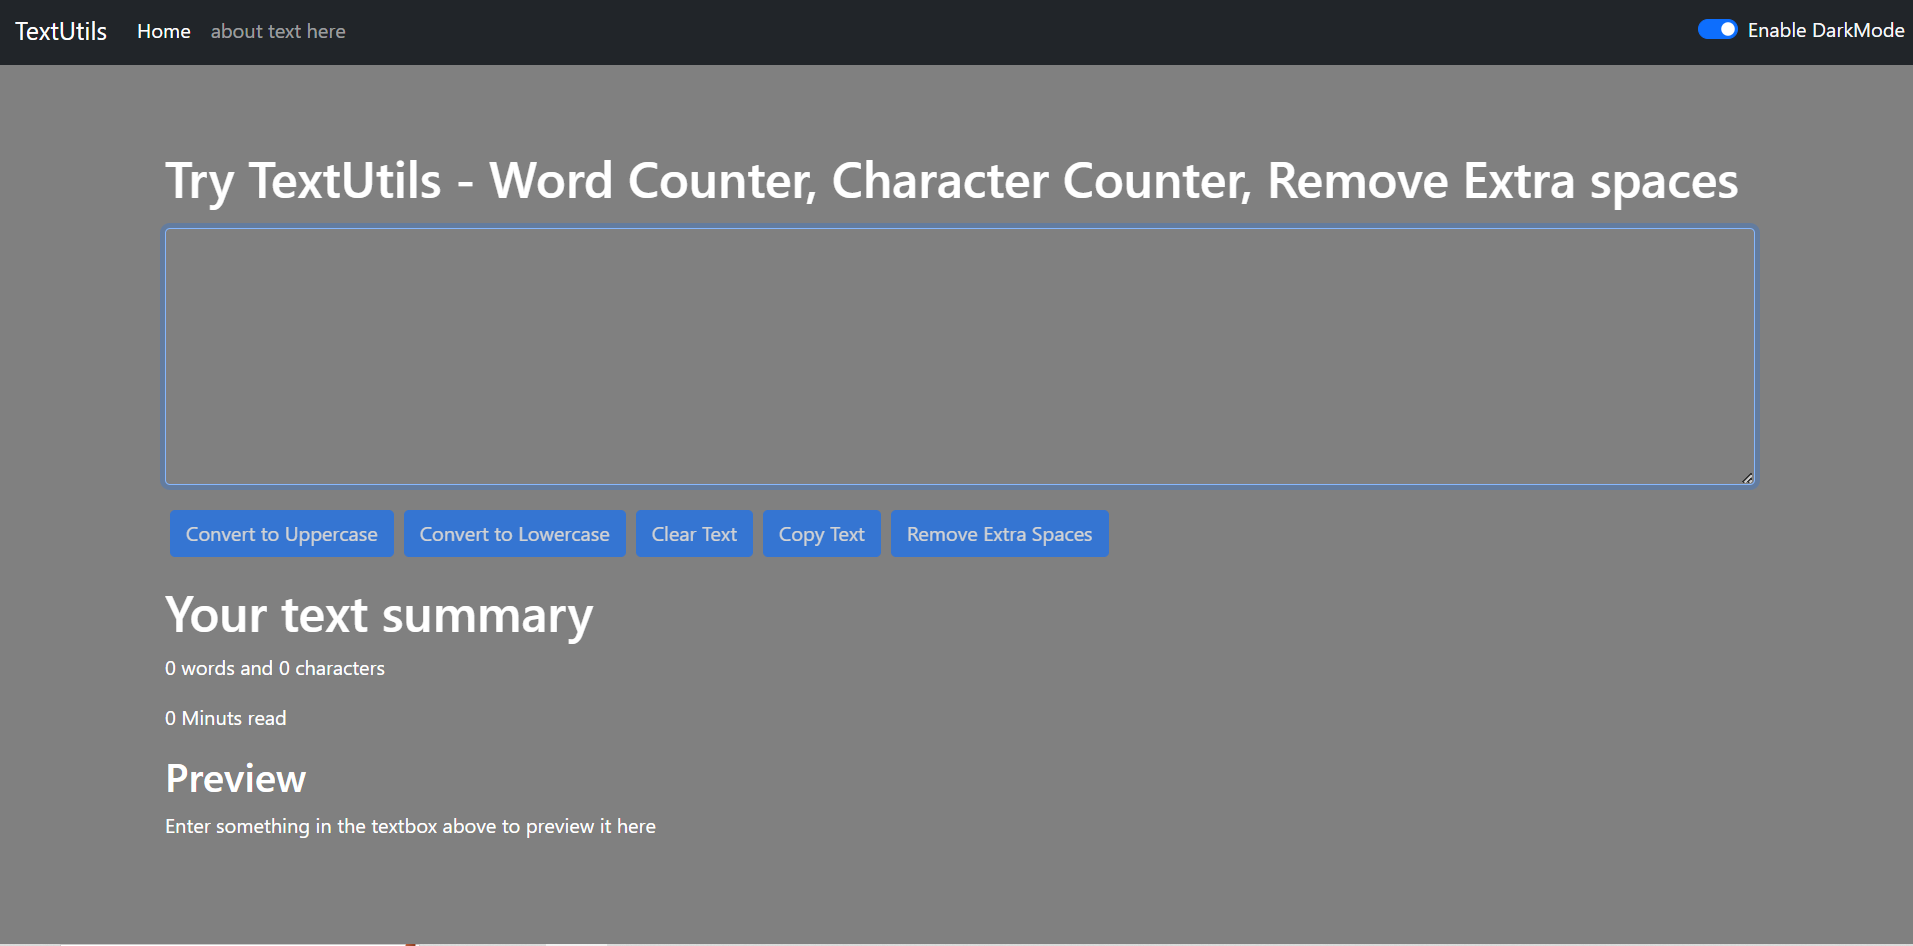 TextUtils Home about text here Enable DarkMode
Try TextUtils - Word Counter, Character Counter, Remove Extra spaces
Convert to Uppercase Convert to Lowercase Clear Text Copy Text Remove Extra Spaces
Your text summary
0 words and 0 characters
0 Minuts read
Preview
Enter something in the textbox above to preview it here